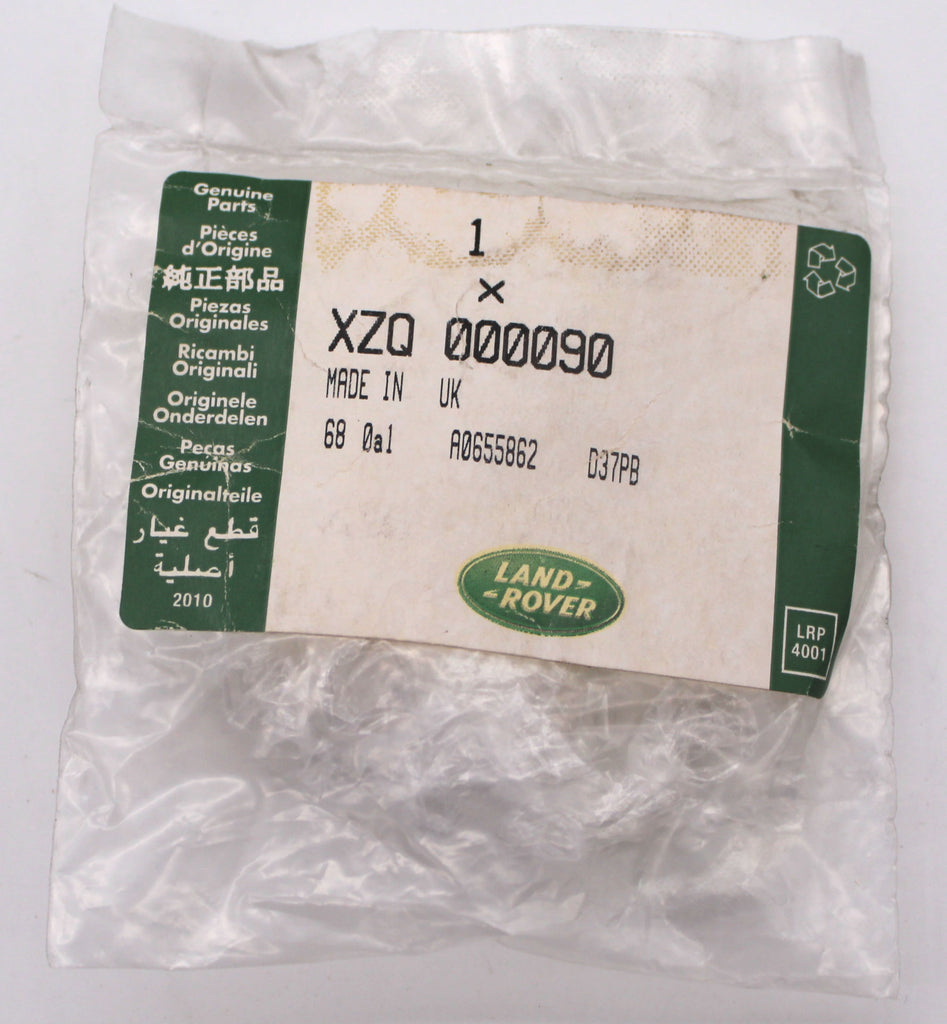 Genuine
Parts
Pièces
d'Origine
純正部品
Piezas
Originales
Ricambi
Originali
Originele
Onderdelen
Peças
Genuinas
Originalteile
قطع غيار
أصلية
2010
1
×
XZQ 000090
MADE IN UK
68 0a1 A0655862 D37PB
LAND-
-ROVER
LRP
4001